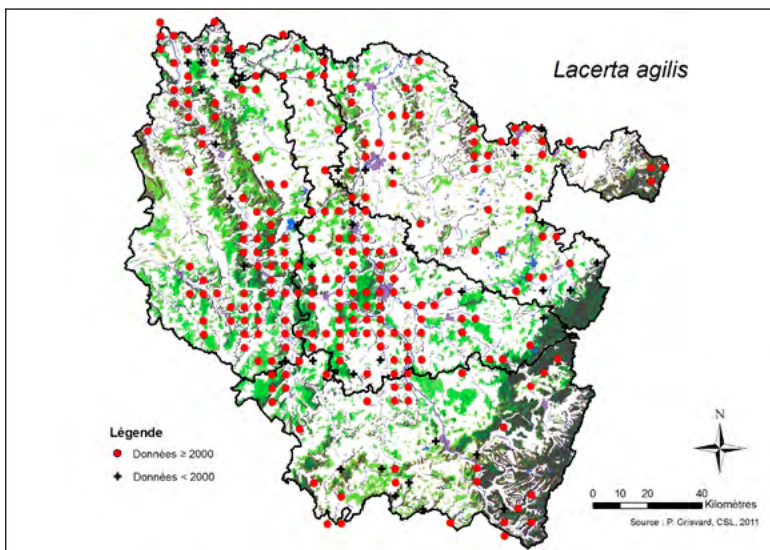 Lacerta agilis
Légende
Données ≥ 2000
Données < 2000
N
0 10 20 40
Kilomètres
Source : P. Grisvard, CSL, 2011